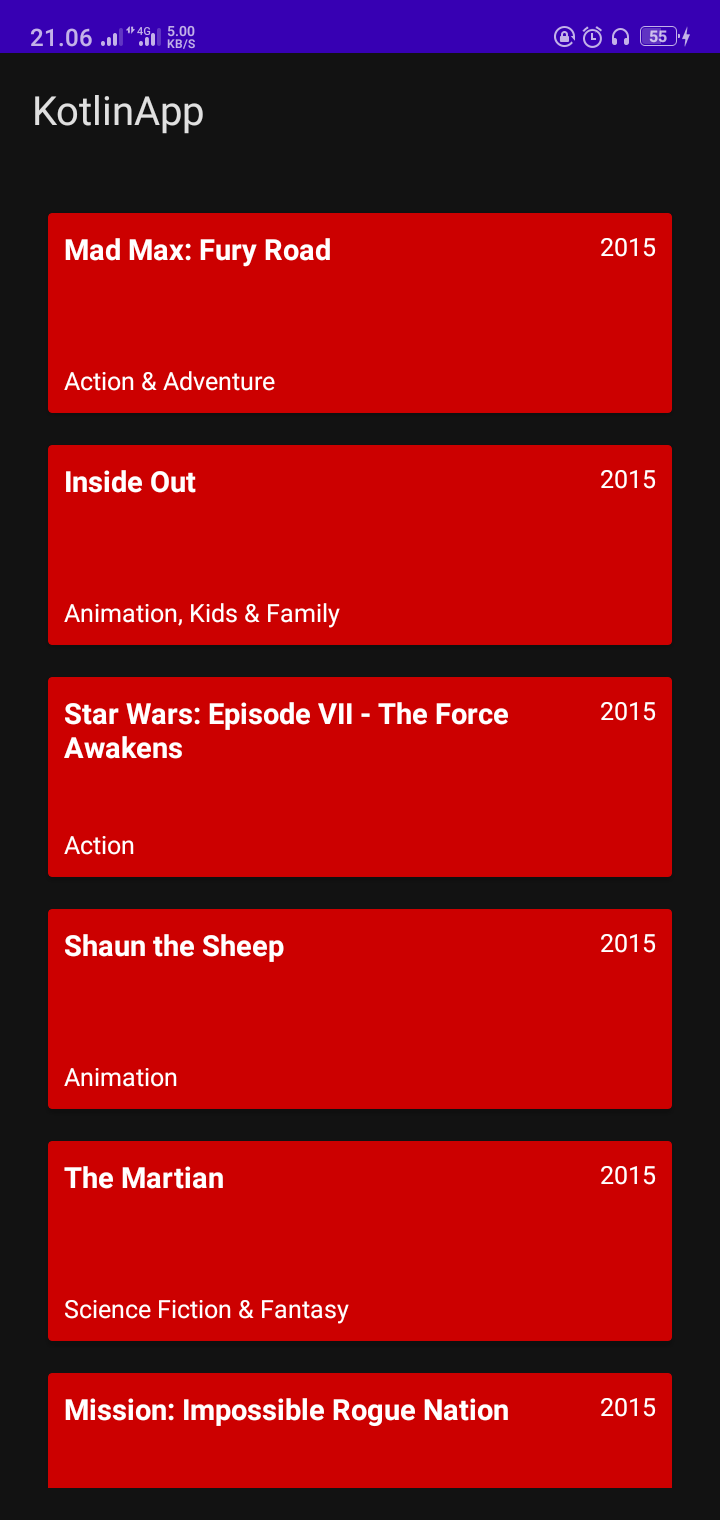 21.06 4G 5.00 KB/S 55
KotlinApp
Mad Max: Fury Road 2015
Action & Adventure
Inside Out 2015
Animation, Kids & Family
Star Wars: Episode VII - The Force 2015
Awakens
Action
Shaun the Sheep 2015
Animation
The Martian 2015
Science Fiction & Fantasy
Mission: Impossible Rogue Nation 2015